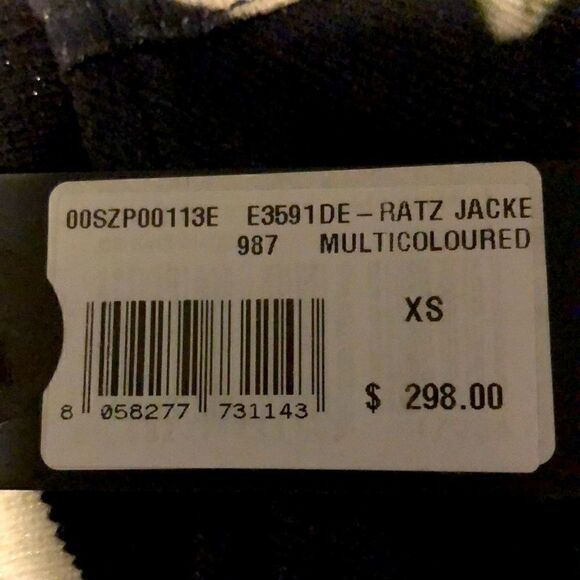 00SZP00113E E3591DE-RATZ JACKE
987 MULTICOLOURED
XS
$ 298.00
8 058277 731143